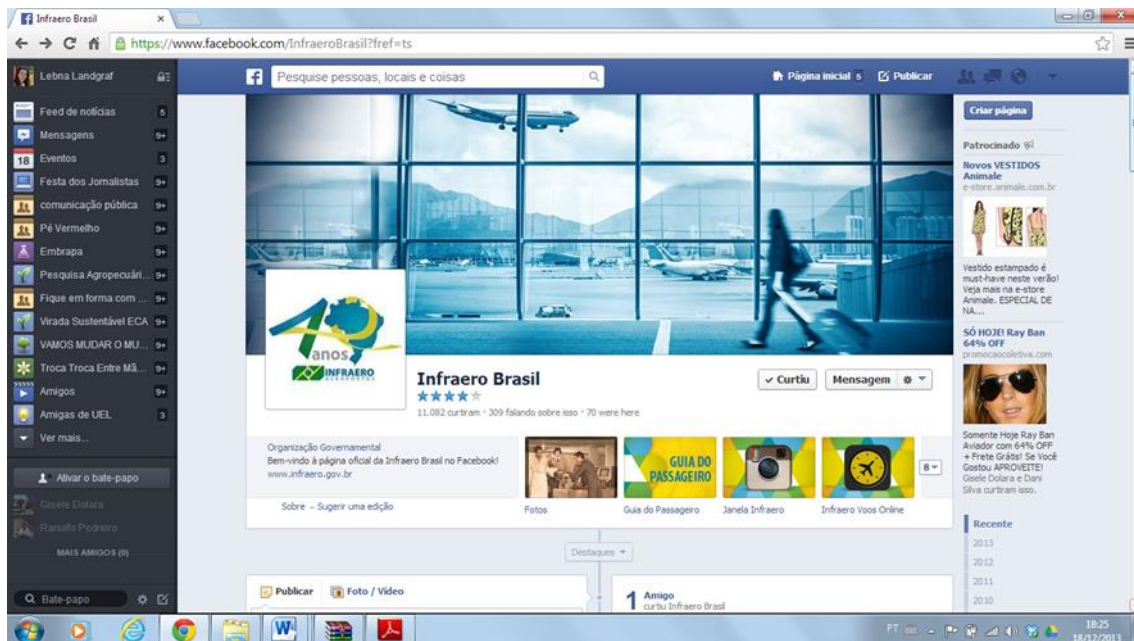 Infraero Brasil
https://www.facebook.com/InfraeroBrasil?fref=ts
Lebna Landgraf
Feed de notícias 5
Mensagens 9+
18 Eventos 3
Festa dos Jornalistas 9+
comunicação pública 9+
Pé Vermelho 9+
Embrapa 9+
Pesquisa Agropecuári... 9+
Fique em forma com ... 9+
Virada Sustentável ECA 9+
VAMOS MUDAR O MU... 9+
Troca Troca Entre Mã... 9+
Amigos 9+
Amigas de UEL 3
Ver mais...
Ativar o bate-papo
Gisele Dolara
Ranulfo Pedreiro
MAIS AMIGOS (0)
Bate-papo
Pesquise pessoas, locais e coisas
Página inicial 5 Publicar
anos
INFRAERO
AEROPORTOS
Infraero Brasil
11.082 curtiram · 309 falando sobre isso · 70 were here
Curtiu Mensagem
Organização Governamental
Bem-vindo à página oficial da Infraero Brasil no Facebook!
www.infraero.gov.br
Sobre – Sugerir uma edição
GUIA DO
PASSAGEIRO
8
Fotos Guia do Passageiro Janela Infraero Infraero Voos Online
Destaques
Publicar Foto / Vídeo
1 Amigo
curtiu Infraero Brasil
Criar página
Patrocinado
Novos VESTIDOS
Animale
e-store.animale.com.br
Vestido estampado é
must-have neste verão!
Veja mais na e-store
Animale. ESPECIAL DE
NA...
SÓ HOJE! Ray Ban
64% OFF
promocaocoletiva.com
Somente Hoje Ray Ban
Aviador com 64% OFF
+ Frete Grátis! Se Você
Gostou APROVEITE!
Gisele Dolara e Dani
Silva curtiram isso.
Recente
2013
2012
2011
2010
PT
18:25
18/12/2013